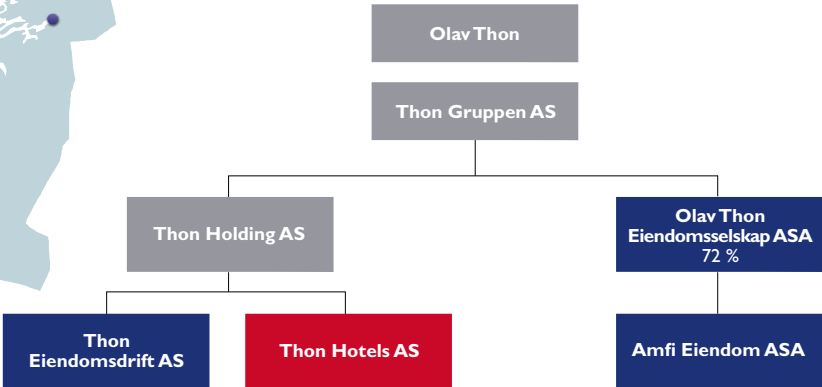 Olav Thon
Thon Gruppen AS
Thon Holding AS
Olav Thon
Eiendomsselskap ASA
72 %
Thon
Eiendomsdrift AS
Thon Hotels AS
Amfi Eiendom ASA